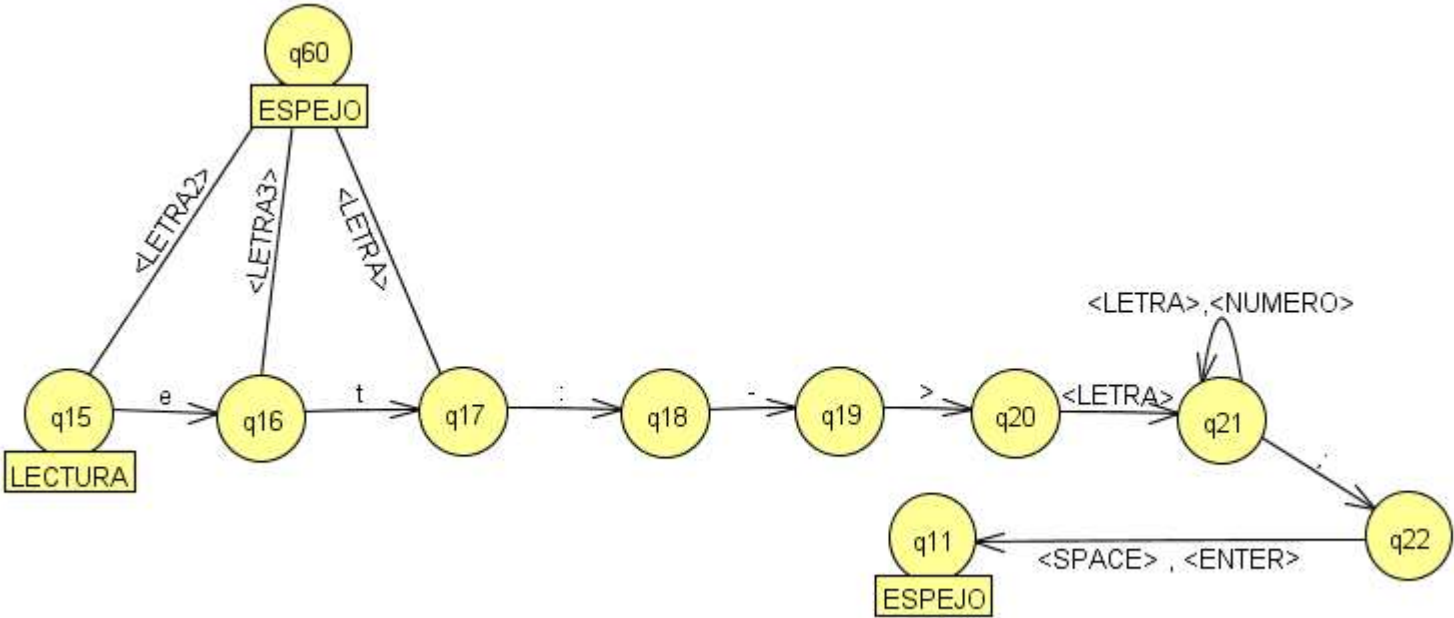 q60
ESPEJO
<LETRA2>
<LETRA3>
<LETRA>
<LETRA>,<NUMERO>
q15
e
q16
t
q17
:
q18
-
q19
>
q20
<LETRA>
q21
LECTURA
;
q11
<SPACE> , <ENTER>
q22
ESPEJO